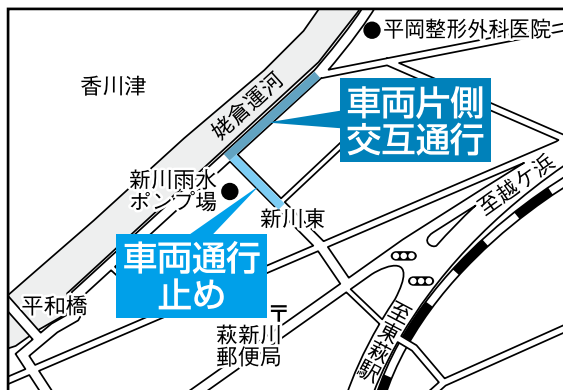 平岡整形外科医院
香川津
姥倉運河
車両片側
交互通行
新川雨水
ポンプ場
新川東
至越ケ浜
車両通行
止め
平和橋
〒
萩新川
郵便局
至東萩駅